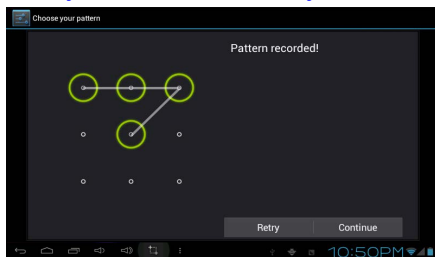 Choose your pattern
Pattern recorded!
Retry
Continue
10:50PM